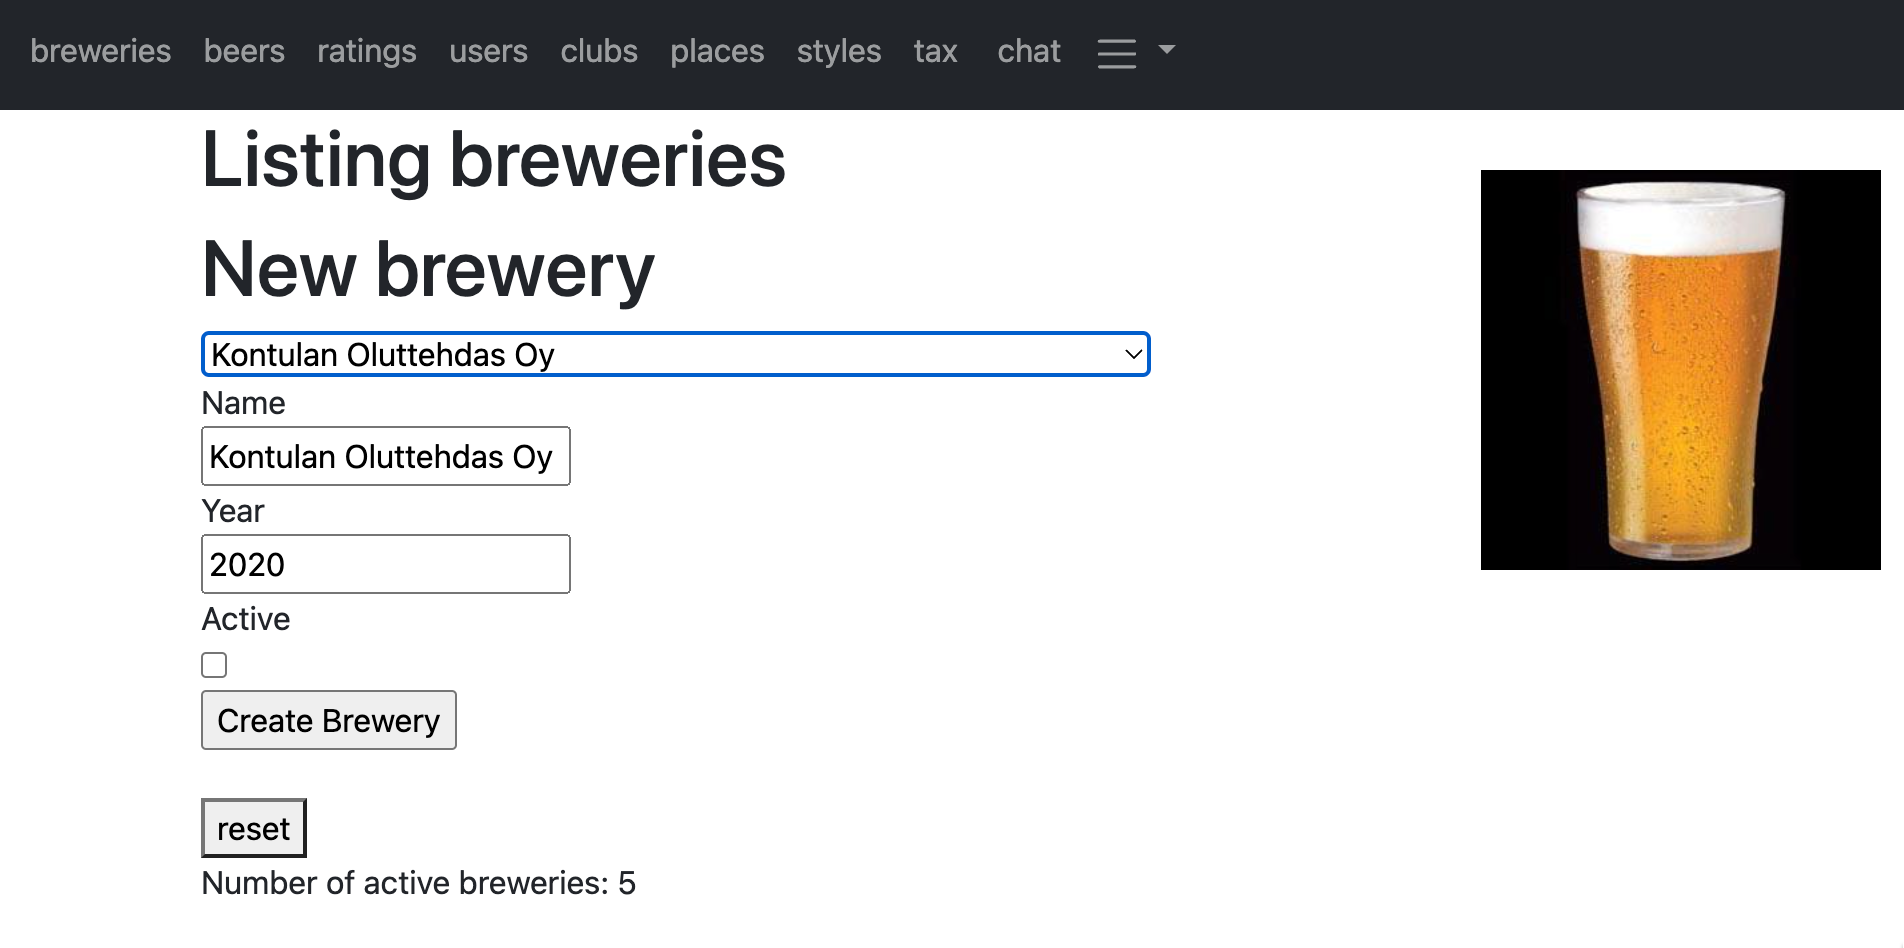 breweries beers ratings users clubs places styles tax chat
Listing breweries
New brewery
Kontulan Oluttehdas Oy
Name
Kontulan Oluttehdas Oy
Year
2020
Active
Create Brewery
reset
Number of active breweries: 5